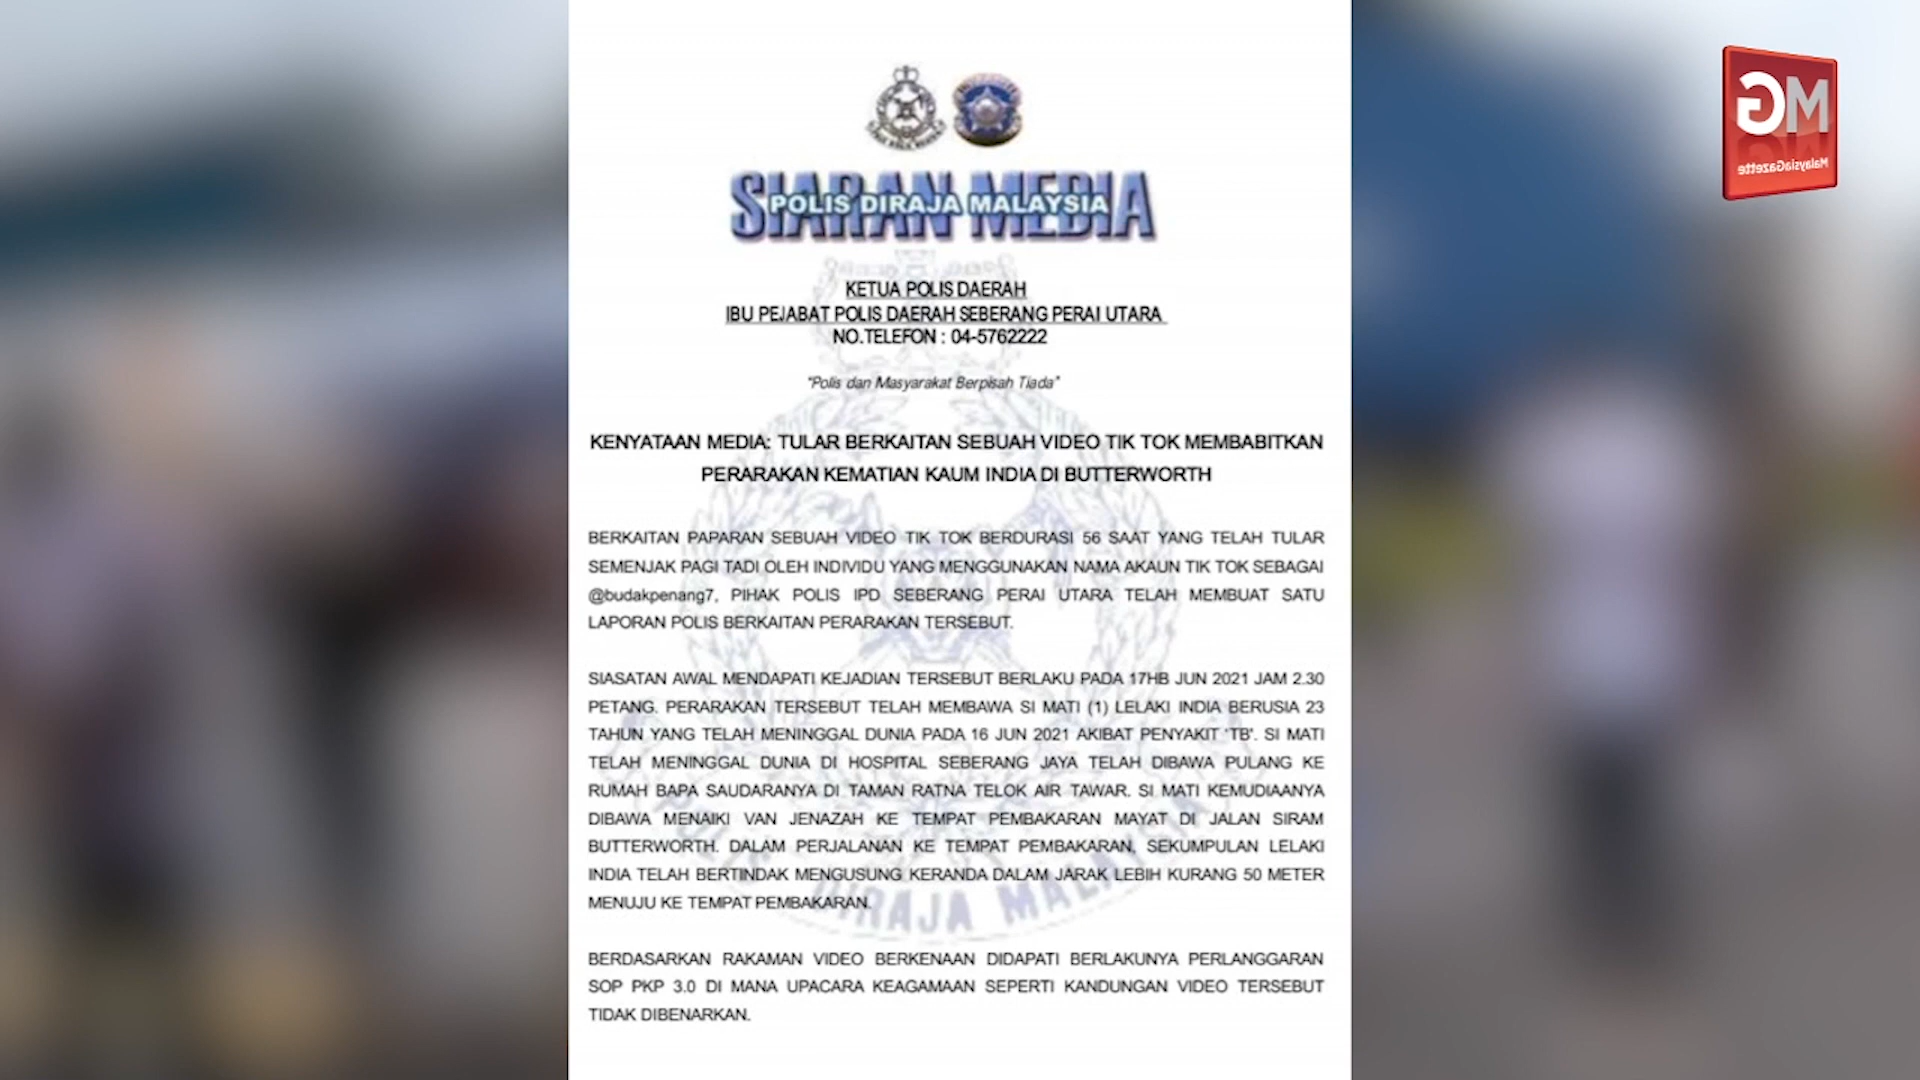 SIARAN MEDIA
POLIS DIRAJA MALAYSIA
KETUA POLIS DAERAH
IBU PEJABAT POLIS DAERAH SEBERANG PERAI UTARA
NO.TELEFON : 04-5762222
"Polis dan Masyarakat Berpisah Tiada"
KENYATAAN MEDIA: TULAR BERKAITAN SEBUAH VIDEO TIK TOK MEMBABITKAN
PERARAKAN KEMATIAN KAUM INDIA DI BUTTERWORTH
BERKAITAN PAPARAN SEBUAH VIDEO TIK TOK BERDURASI 56 SAAT YANG TELAH TULAR
SEMENJAK PAGI TADI OLEH INDIVIDU YANG MENGGUNAKAN NAMA AKAUN TIK TOK SEBAGAI
@budakpenang7, PIHAK POLIS IPD SEBERANG PERAI UTARA TELAH MEMBUAT SATU
LAPORAN POLIS BERKAITAN PERARAKAN TERSEBUT.
SIASATAN AWAL MENDAPATI KEJADIAN TERSEBUT BERLAKU PADA 17HB JUN 2021 JAM 2.30
PETANG. PERARAKAN TERSEBUT TELAH MEMBAWA SI MATI (1) LELAKI INDIA BERUSIA 23
TAHUN YANG TELAH MENINGGAL DUNIA PADA 16 JUN 2021 AKIBAT PENYAKIT 'TB'. SI MATI
TELAH MENINGGAL DUNIA DI HOSPITAL SEBERANG JAYA TELAH DIBAWA PULANG KE
RUMAH BAPA SAUDARANYA DI TAMAN RATNA TELOK AIR TAWAR. SI MATI KEMUDIAANYA
DIBAWA MENAIKI VAN JENAZAH KE TEMPAT PEMBAKARAN MAYAT DI JALAN SIRAM
BUTTERWORTH. DALAM PERJALANAN KE TEMPAT PEMBAKARAN, SEKUMPULAN LELAKI
INDIA TELAH BERTINDAK MENGUSUNG KERANDA DALAM JARAK LEBIH KURANG 50 METER
MENUJU KE TEMPAT PEMBAKARAN.
BERDASARKAN RAKAMAN VIDEO BERKENAAN DIDAPATI BERLAKUNYA PERLANGGARAN
SOP PKP 3.0 DI MANA UPACARA KEAGAMAAN SEPERTI KANDUNGAN VIDEO TERSEBUT
TIDAK DIBENARKAN.
POLIS DIRAJA MALAYSIA
MG
MalaysiaGazette